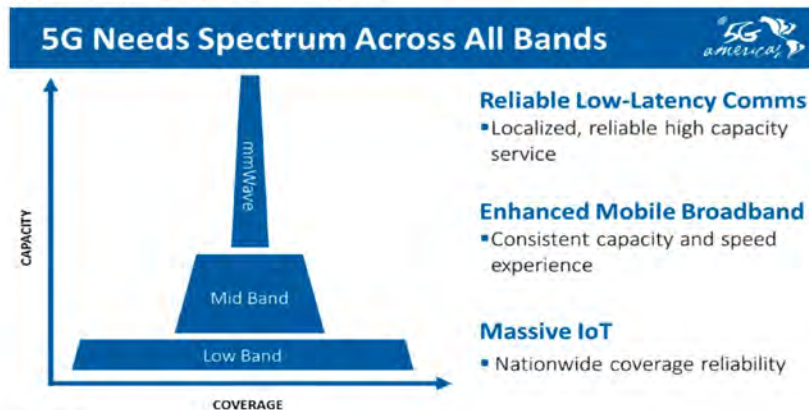 5G Needs Spectrum Across All Bands
5G
americas
CAPACITY
mmWave
Mid Band
Low Band
COVERAGE
Reliable Low-Latency Comms
▪Localized, reliable high capacity
service
Enhanced Mobile Broadband
▪Consistent capacity and speed
experience
Massive IoT
▪ Nationwide coverage reliability